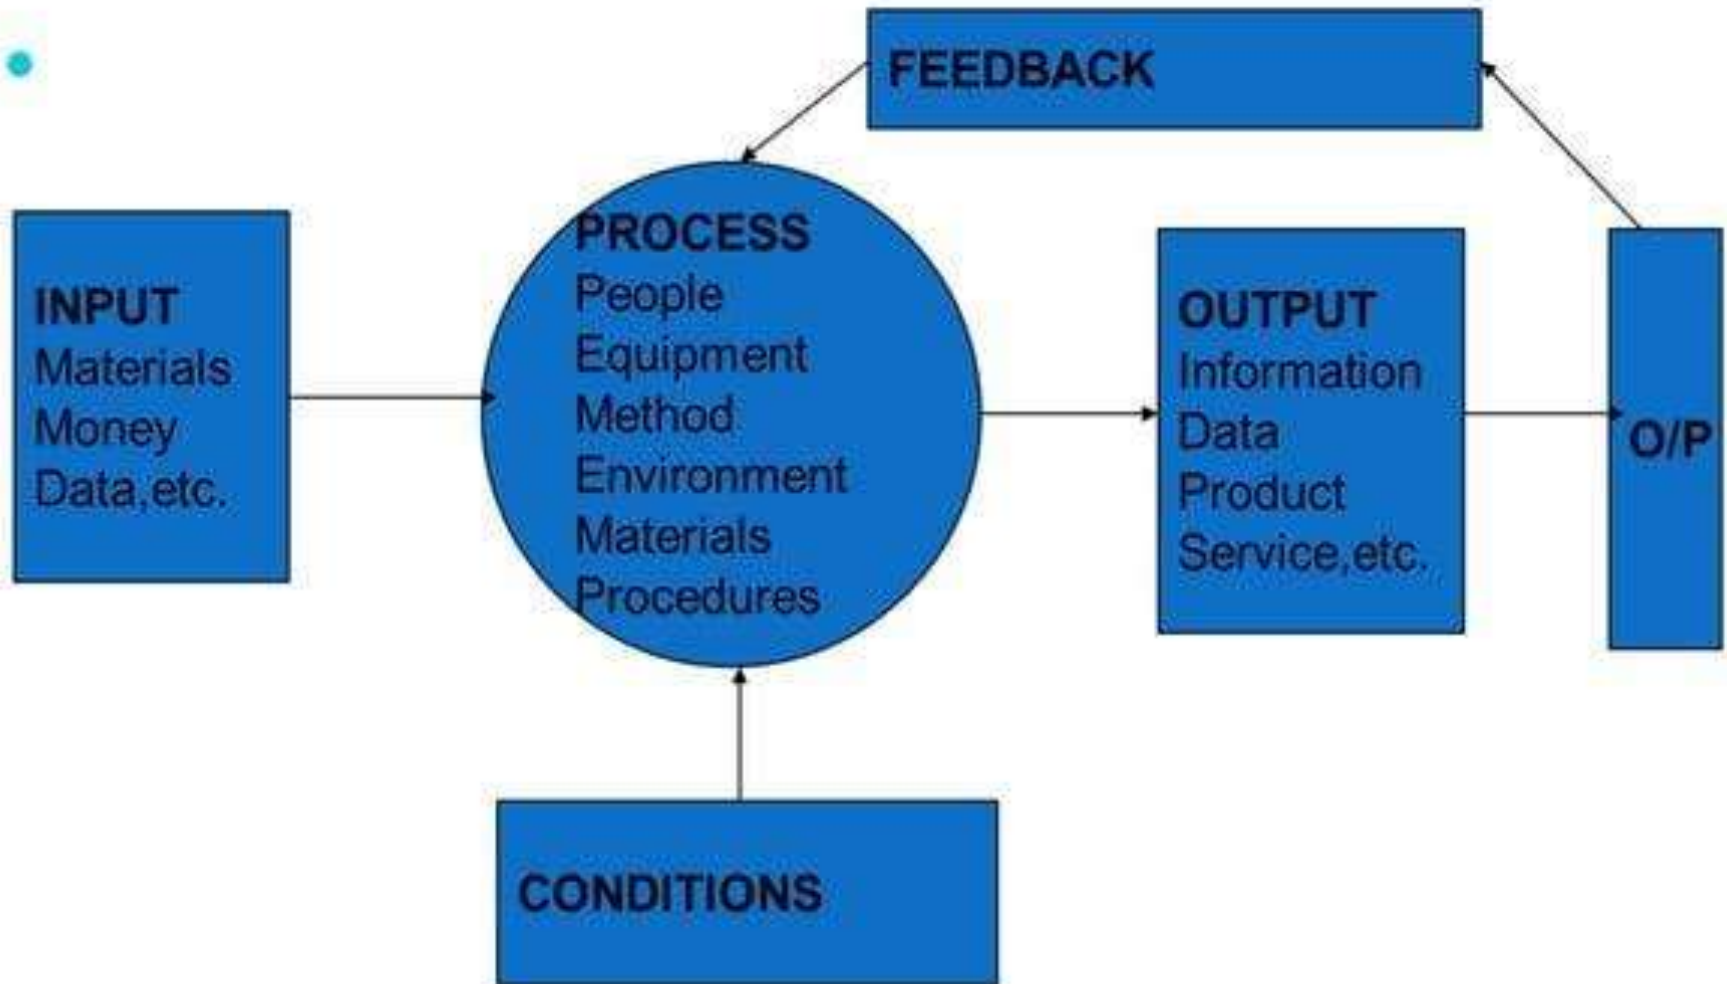 FEEDBACK
INPUT
Materials
Money
Data,etc.
PROCESS
People
Equipment
Method
Environment
Materials
Procedures
OUTPUT
Information
Data
Product
Service,etc.
O/P
CONDITIONS